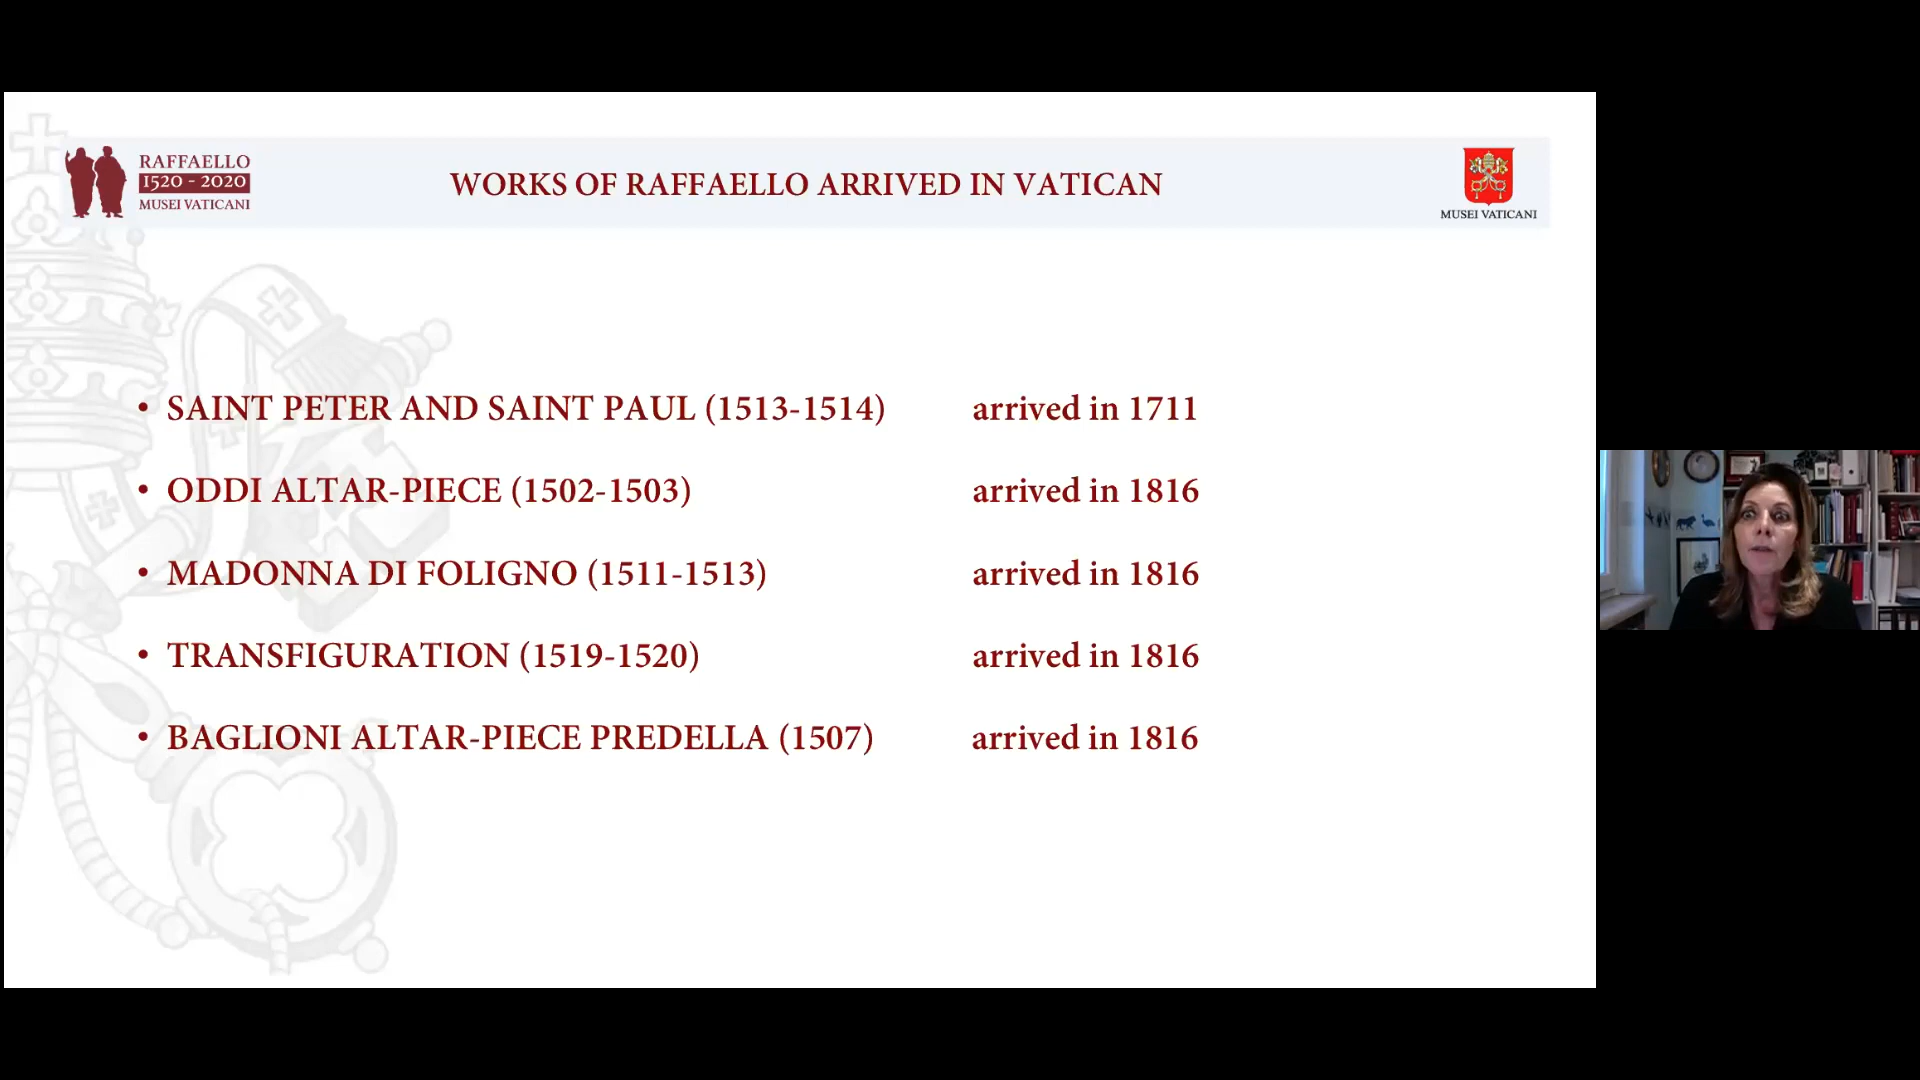 RAFFAELLO
1520 - 2020
MUSEI VATICANI
WORKS OF RAFFAELLO ARRIVED IN VATICAN
MUSEI VATICANI
• SAINT PETER AND SAINT PAUL (1513-1514) arrived in 1711
• ODDI ALTAR-PIECE (1502-1503) arrived in 1816
• MADONNA DI FOLIGNO (1511-1513) arrived in 1816
• TRANSFIGURATION (1519-1520) arrived in 1816
• BAGLIONI ALTAR-PIECE PREDELLA (1507) arrived in 1816